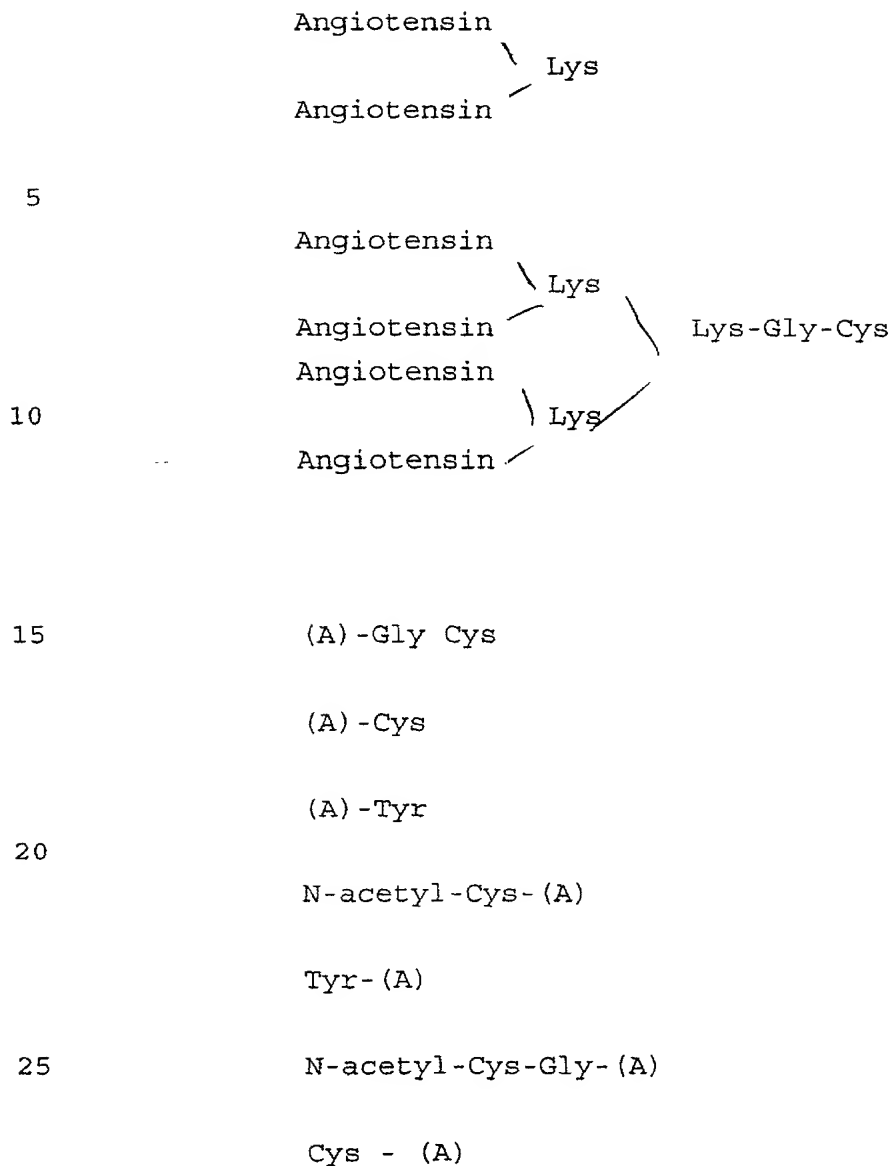 Angiotensin
Lys
Angiotensin
5
Angiotensin
Lys
Angiotensin Lys-Gly-Cys
Angiotensin
10 Lys
Angiotensin
15 (A)-Gly Cys
(A)-Cys
(A)-Tyr
20
N-acetyl-Cys-(A)
Tyr-(A)
25 N-acetyl-Cys-Gly-(A)
Cys - (A)